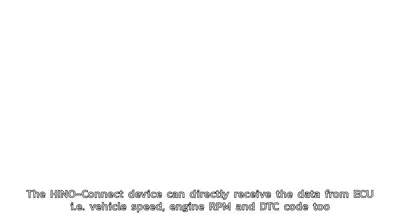 The HINO-Connect device can directly receive the data from ECU
i.e. vehicle speed, engine RPM and DTC code too